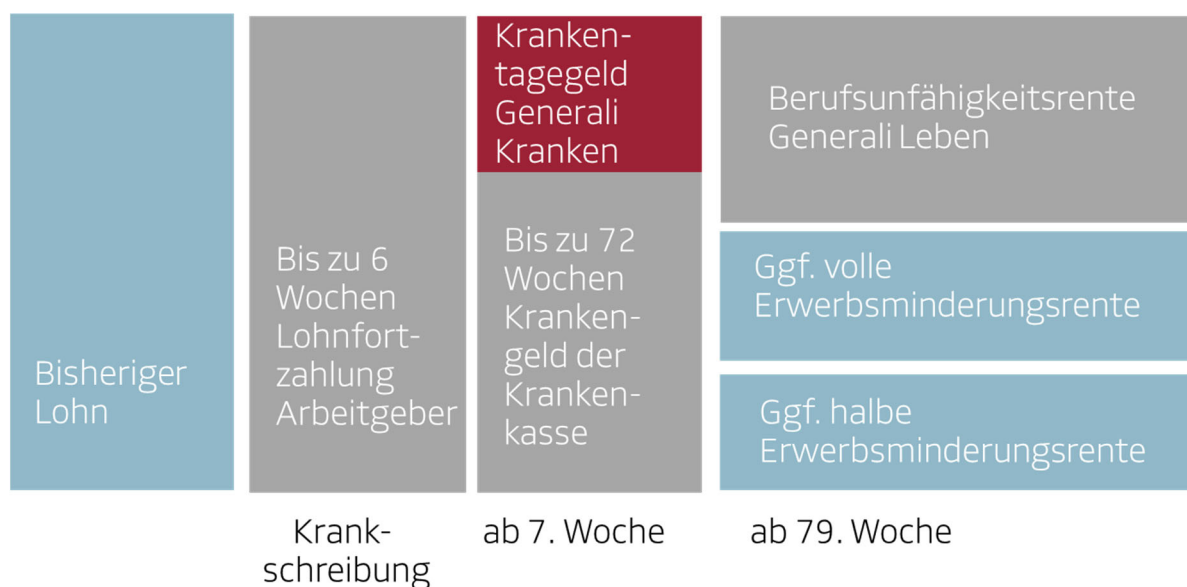 Bisheriger
Lohn
Bis zu 6
Wochen
Lohnfort-
zahlung
Arbeitgeber
Krank-
schreibung
Kranken-
tagegeld
Generali
Kranken
Bis zu 72
Wochen
Kranken-
geld der
Kranken-
kasse
ab 7. Woche
Berufsunfähigkeitsrente
Generali Leben
Ggf. volle
Erwerbsminderungsrente
Ggf. halbe
Erwerbsminderungsrente
ab 79. Woche